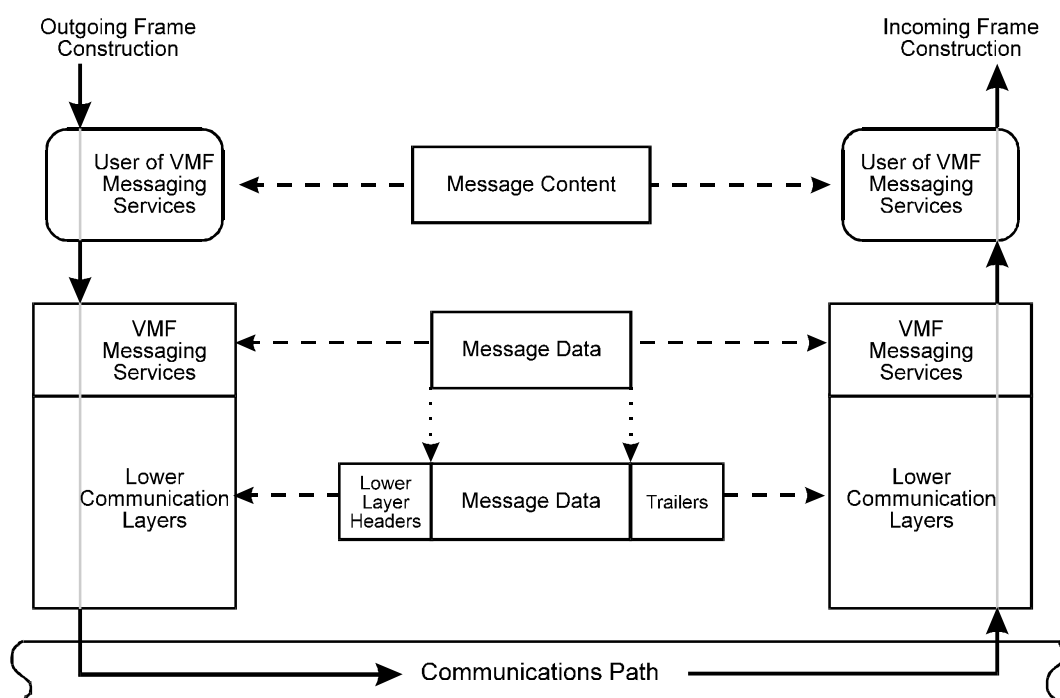 Outgoing Frame
Construction
Incoming Frame
Construction
User of VMF
Messaging
Services
Message Content
User of VMF
Messaging
Services
VMF
Messaging
Services
Message Data
VMF
Messaging
Services
Lower
Communication
Layers
Lower
Layer
Headers
Message Data
Trailers
Lower
Communication
Layers
Communications Path